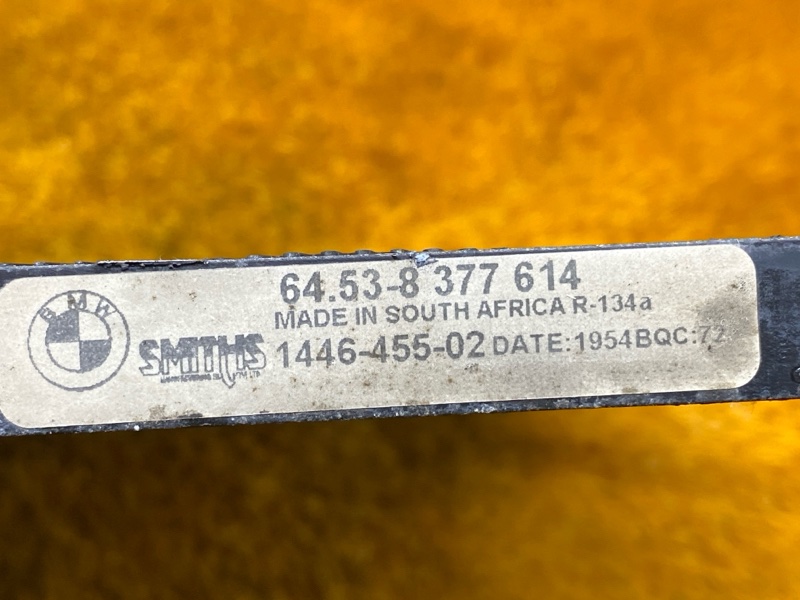 64.53-8 377 614
MADE IN SOUTH AFRICA R-134a
BMW
SMITHS
1446-455-02 DATE:1954BQC:72